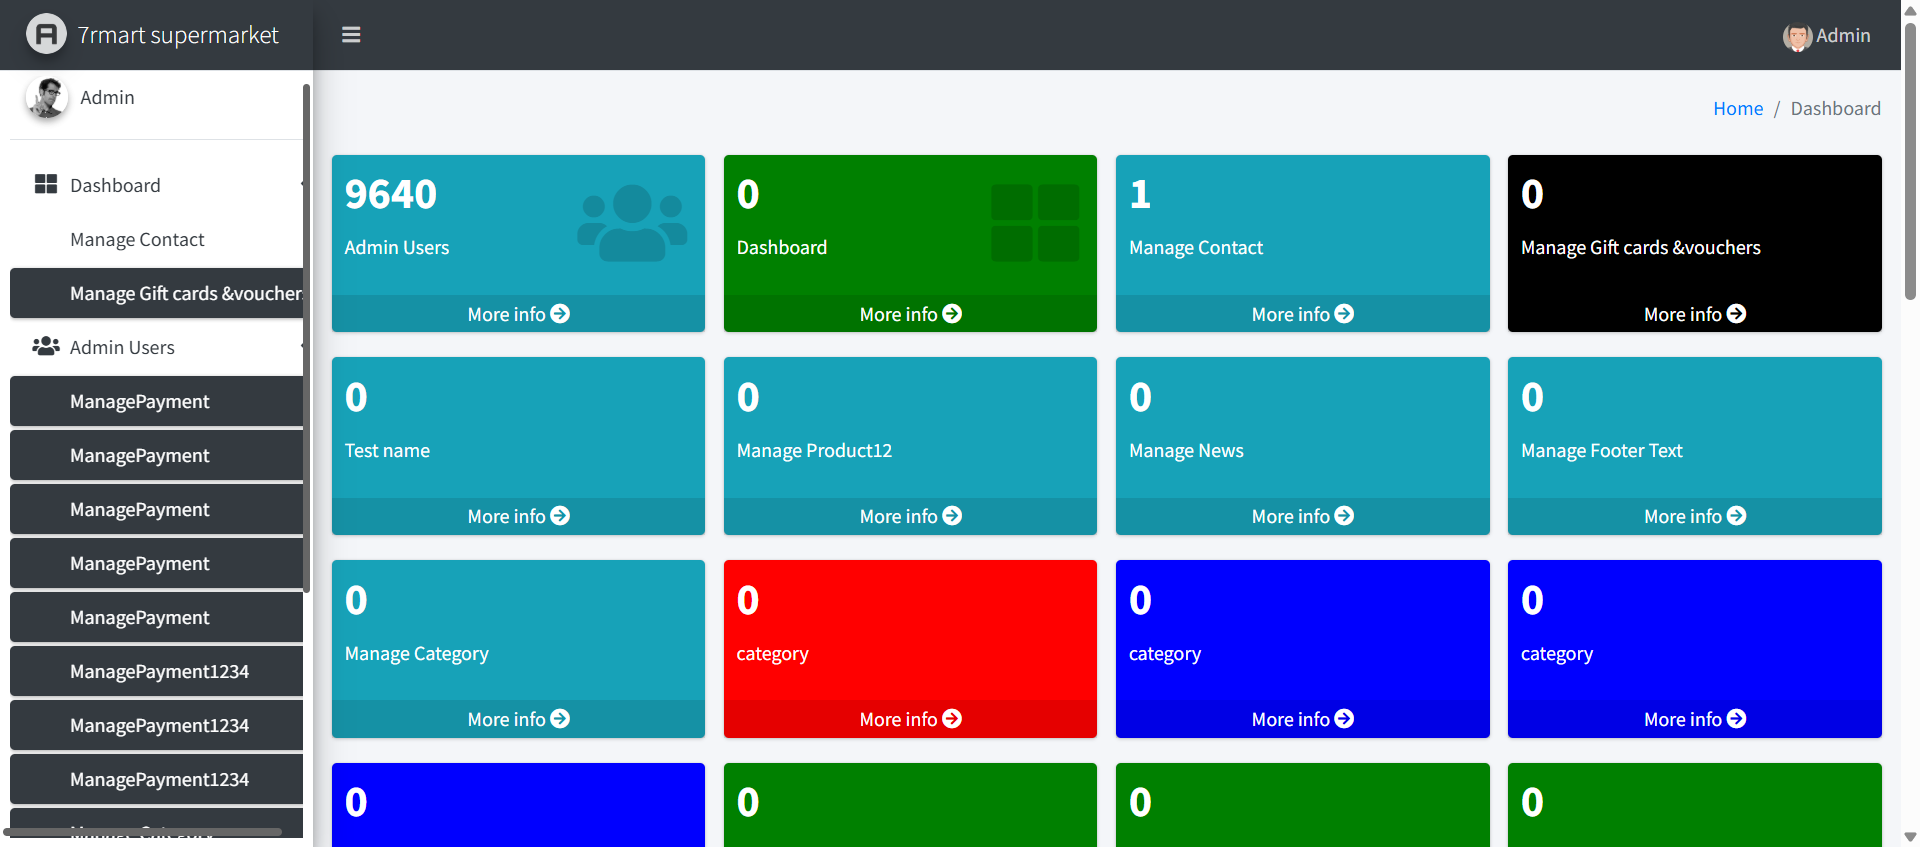 7rmart supermarket
Admin
Admin
Home / Dashboard
Dashboard
Manage Contact
Manage Gift cards &voucher
Admin Users
ManagePayment
ManagePayment
ManagePayment
ManagePayment
ManagePayment
ManagePayment1234
ManagePayment1234
ManagePayment1234
Manage Category
9640
Admin Users
More info
0
Dashboard
More info
1
Manage Contact
More info
0
Manage Gift cards &vouchers
More info
0
Test name
More info
0
Manage Product12
More info
0
Manage News
More info
0
Manage Footer Text
More info
0
Manage Category
More info
0
category
More info
0
category
More info
0
category
More info
0
0
0
0